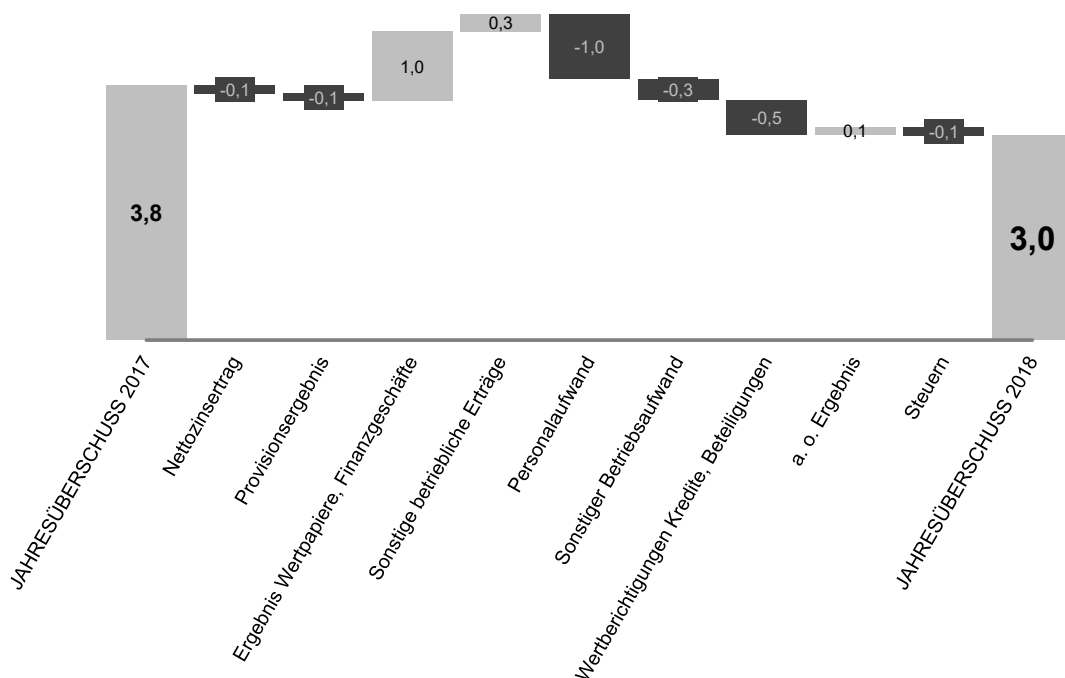 0,3
-1,0
1,0
-0,1
-0,1
-0,3
-0,5
0,1
-0,1
3,8
3,0
JAHRESÜBERSCHUSS 2017
Nettozinsertrag
Provisionsergebnis
Ergebnis Wertpapiere, Finanzgeschäfte
Sonstige betriebliche Erträge
Personalaufwand
Sonstiger Betriebsaufwand
Wertberichtigungen Kredite, Beteiligungen
a. o. Ergebnis
Steuern
JAHRESÜBERSCHUSS 2018